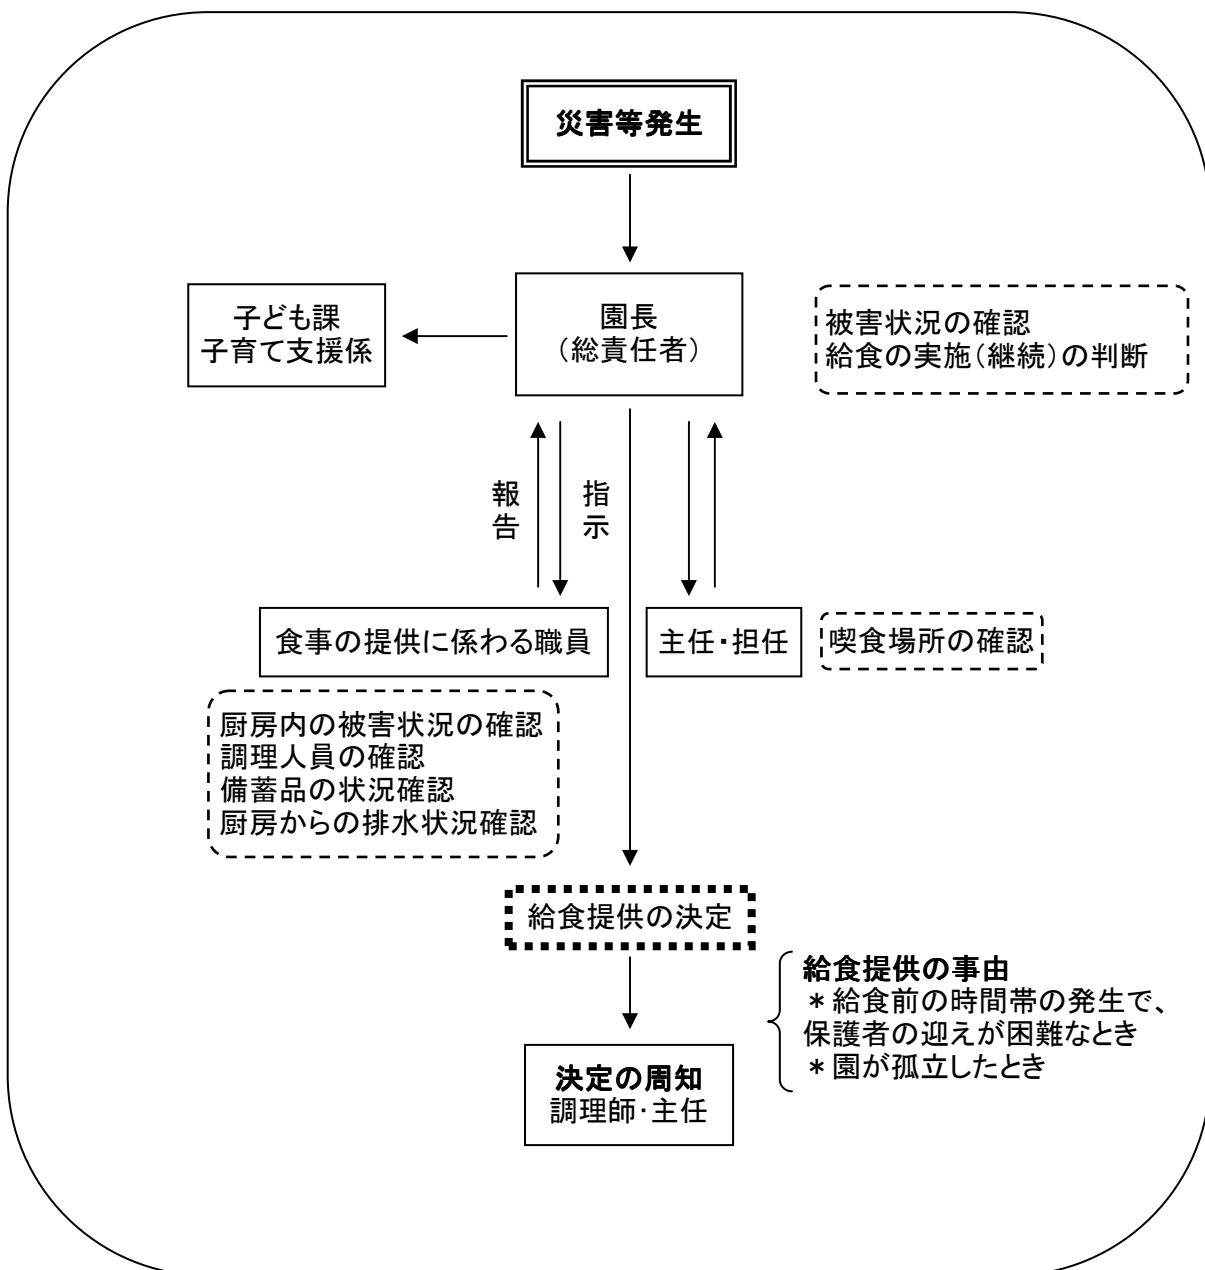 災害等発生
子ども課
子育て支援係
園長
（総責任者）
被害状況の確認
給食の実施（継続）の判断
報告
指示
食事の提供に係わる職員
主任・担任
喫食場所の確認
厨房内の被害状況の確認
調理人員の確認
備蓄品の状況確認
厨房からの排水状況確認
給食提供の決定
給食提供の事由
＊給食前の時間帯の発生で、
保護者の迎えが困難なとき
＊園が孤立したとき
決定の周知
調理師・主任